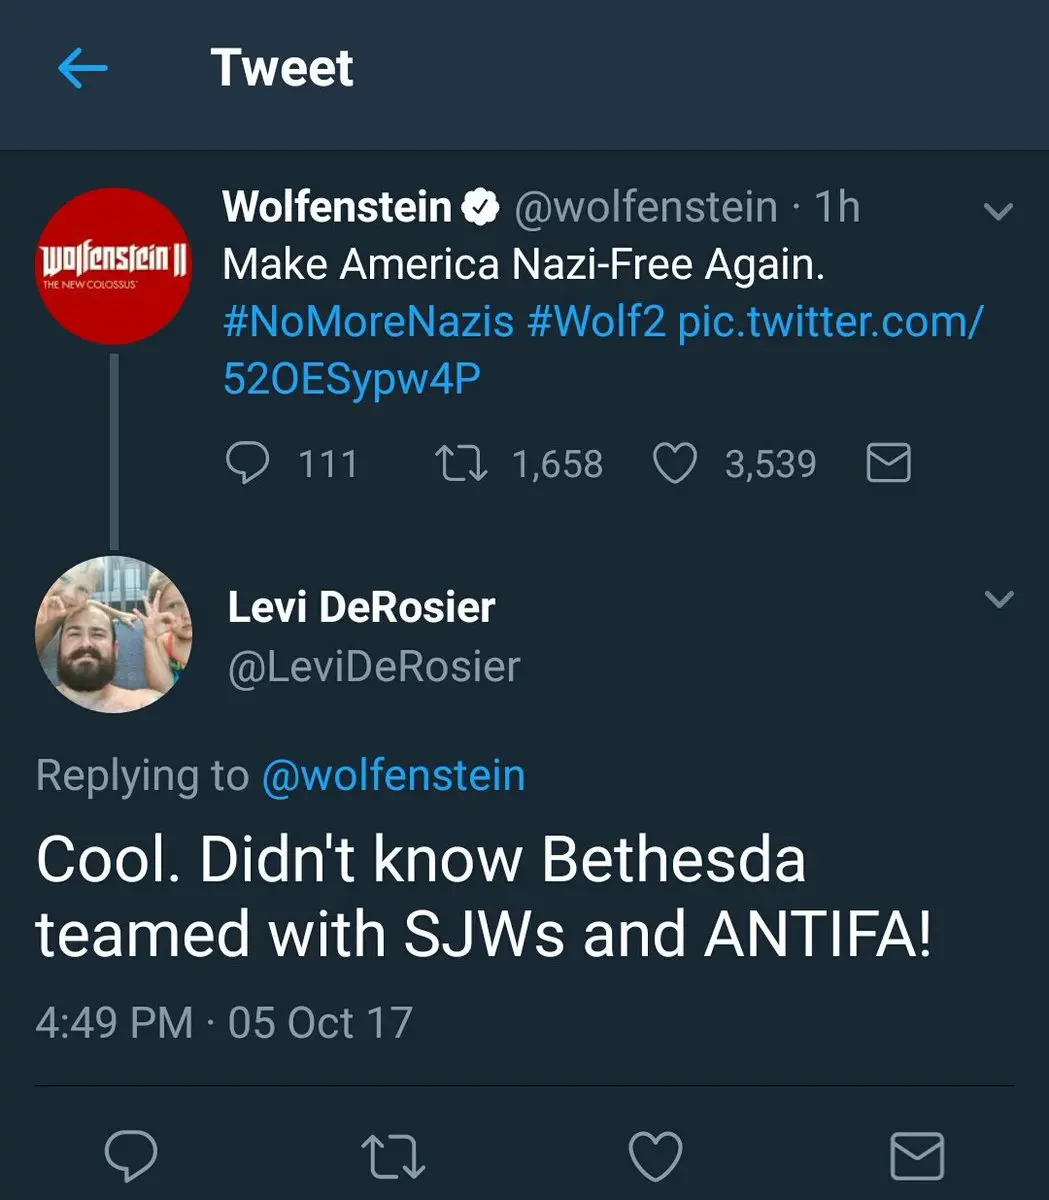 Tweet
Wolfenstein @wolfenstein · 1h
wolfenstein II
THE NEW COLOSSUS
Make America Nazi-Free Again.
#NoMoreNazis #Wolf2 pic.twitter.com/
52OESypw4P
111 1,658 3,539
Levi DeRosier
@LeviDeRosier
Replying to @wolfenstein
Cool. Didn't know Bethesda
teamed with SJWs and ANTIFA!
4:49 PM · 05 Oct 17